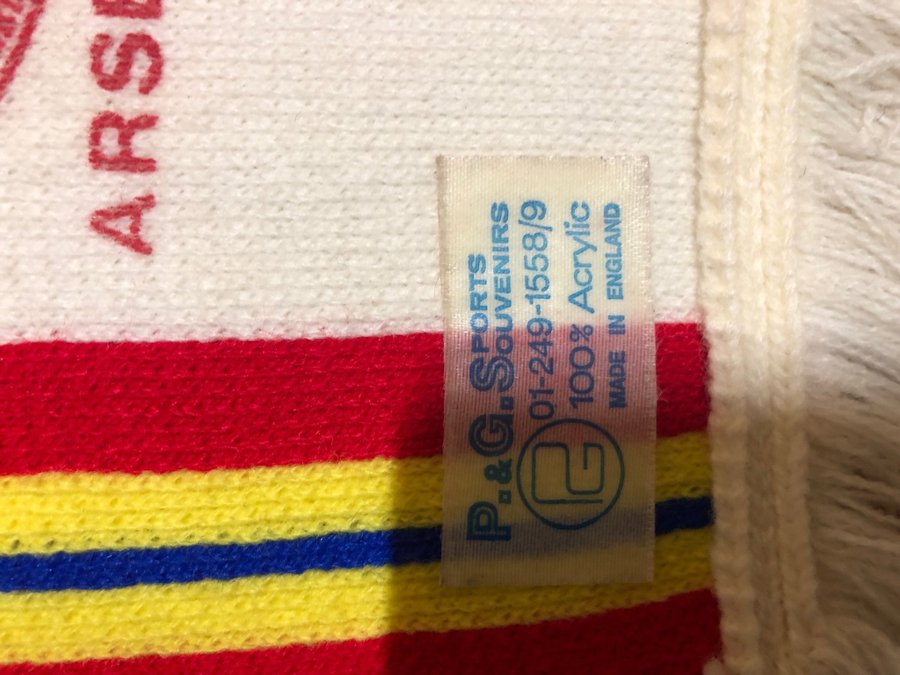 ARSE
P.&G. SPORTS SOUVENIRS
01-249-1558/9
100% Acrylic
MADE IN ENGLAND